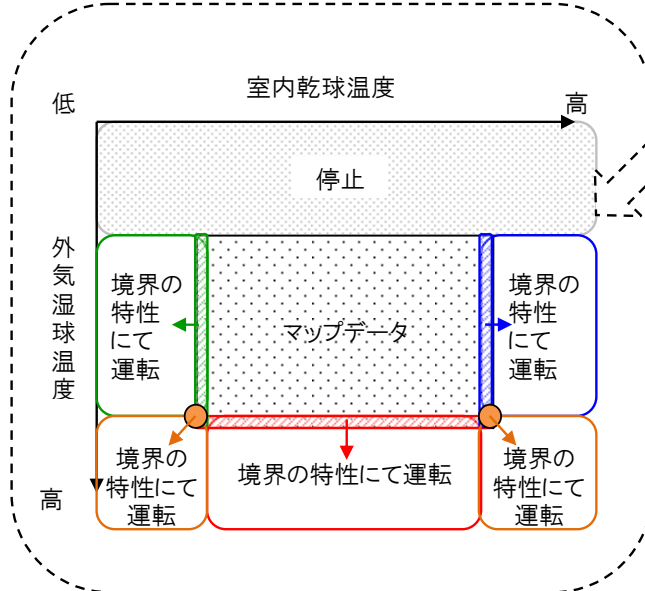 室内乾球温度
低
高
停止
外気湿球温度
境界の
特性
にて
運転
マップデータ
境界の
特性
にて
運転
境界の
特性にて
運転
境界の特性にて運転
境界の
特性にて
運転
高